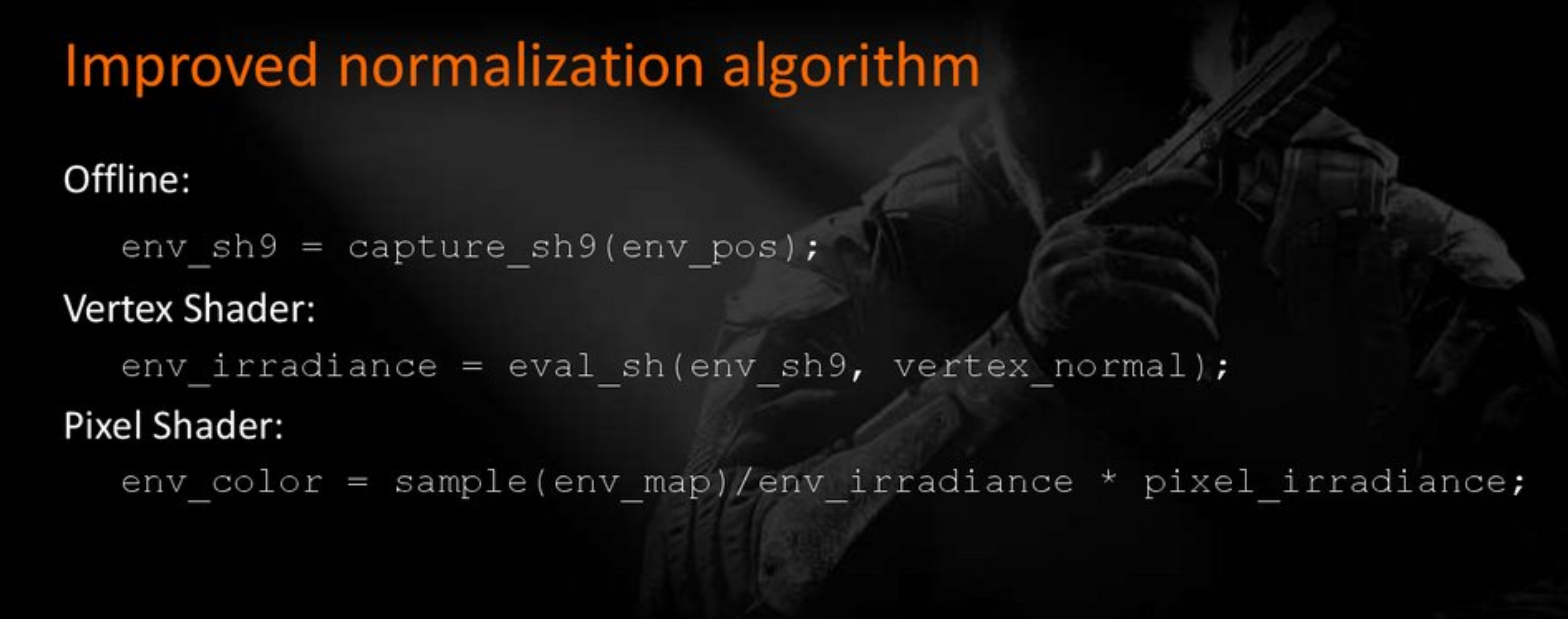 Improved normalization algorithm
Offline:
env_sh9 = capture_sh9(env_pos);
Vertex Shader:
env_irradiance = eval_sh(env_sh9, vertex_normal);
Pixel Shader:
env_color = sample(env_map)/env_irradiance * pixel_irradiance;